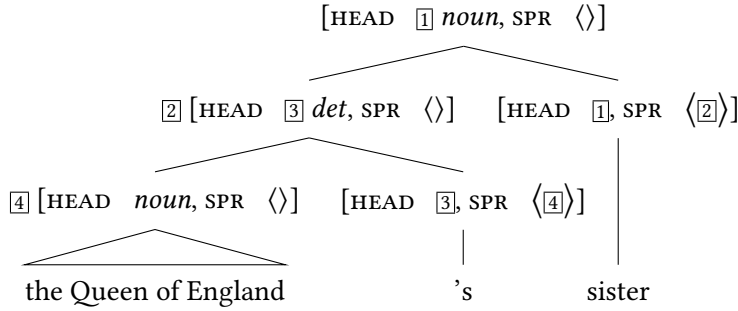 [HEAD 1 noun, SPR ⟨⟩]
2 [HEAD 3 det, SPR ⟨⟩] [HEAD 1, SPR ⟨2⟩]
4 [HEAD noun, SPR ⟨⟩] [HEAD 3, SPR ⟨4⟩]
the Queen of England 's sister